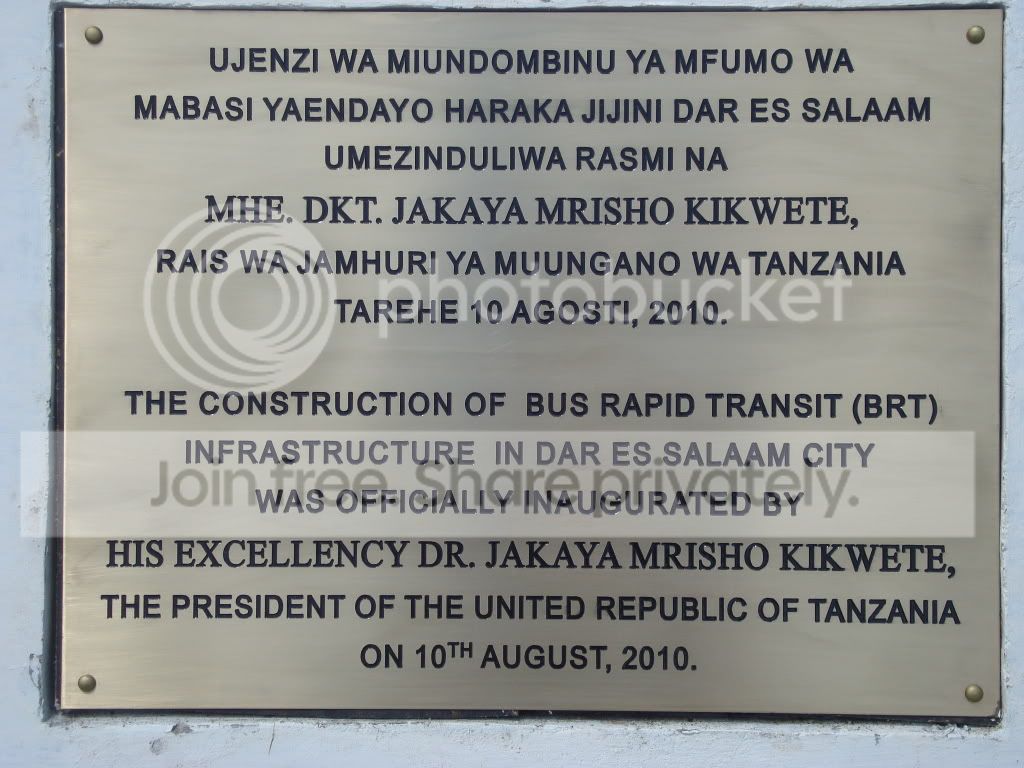 UJENZI WA MIUNDOMBINU YA MFUMO WA
MABASI YAENDAYO HARAKA JIJINI DAR ES SALAAM
UMEZINDULIWA RASMI NA
MHE. DKT. JAKAYA MRISHO KIKWETE,
RAIS WA JAMHURI YA MUUNGANO WA TANZANIA
TAREHE 10 AGOSTI, 2010.
photobucket
THE CONSTRUCTION OF BUS RAPID TRANSIT (BRT)
INFRASTRUCTURE IN DAR ES SALAAM CITY
Join free. Share privately.
WAS OFFICIALLY INAUGURATED BY
HIS EXCELLENCY DR. JAKAYA MRISHO KIKWETE,
THE PRESIDENT OF THE UNITED REPUBLIC OF TANZANIA
ON 10TH AUGUST, 2010.